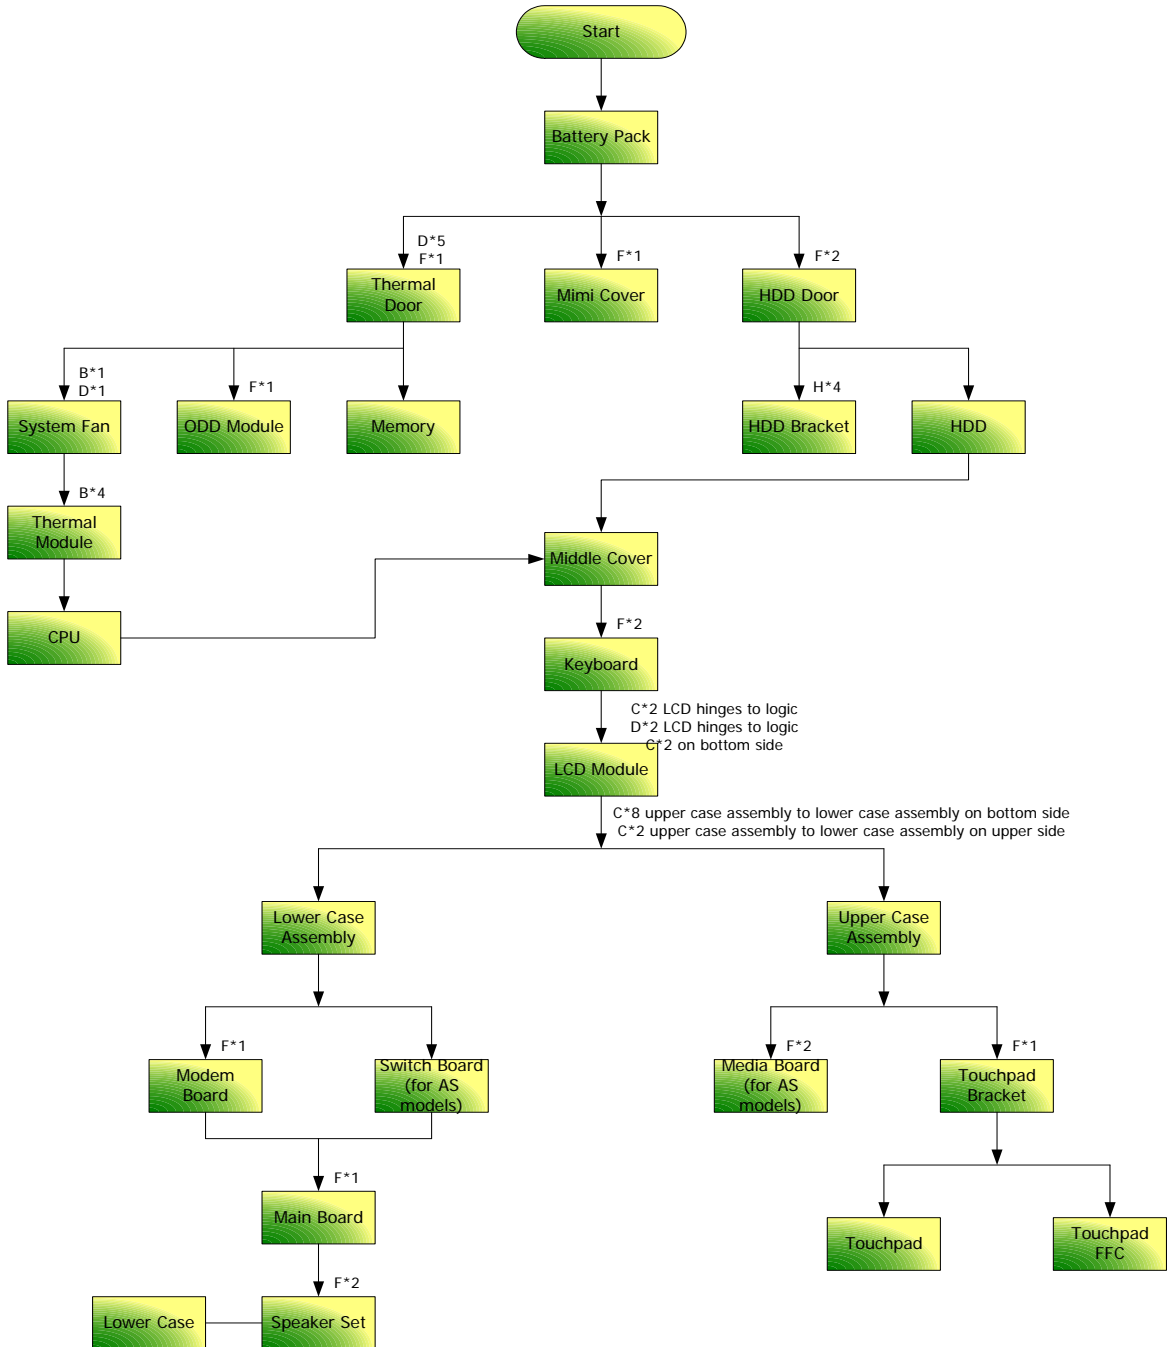 Start
Battery Pack
D*5
F*1
F*1
F*2
Thermal
Door
Mimi Cover
HDD Door
B*1
D*1
F*1
H*4
System Fan
ODD Module
Memory
HDD Bracket
HDD
B*4
Thermal
Module
Middle Cover
CPU
F*2
Keyboard
C*2 LCD hinges to logic
D*2 LCD hinges to logic
C*2 on bottom side
LCD Module
C*8 upper case assembly to lower case assembly on bottom side
C*2 upper case assembly to lower case assembly on upper side
Lower Case
Assembly
Upper Case
Assembly
F*1
F*2
F*1
Modem
Board
Switch Board
(for AS
models)
Media Board
(for AS
models)
Touchpad
Bracket
F*1
Main Board
Touchpad
Touchpad
FFC
F*2
Lower Case
Speaker Set